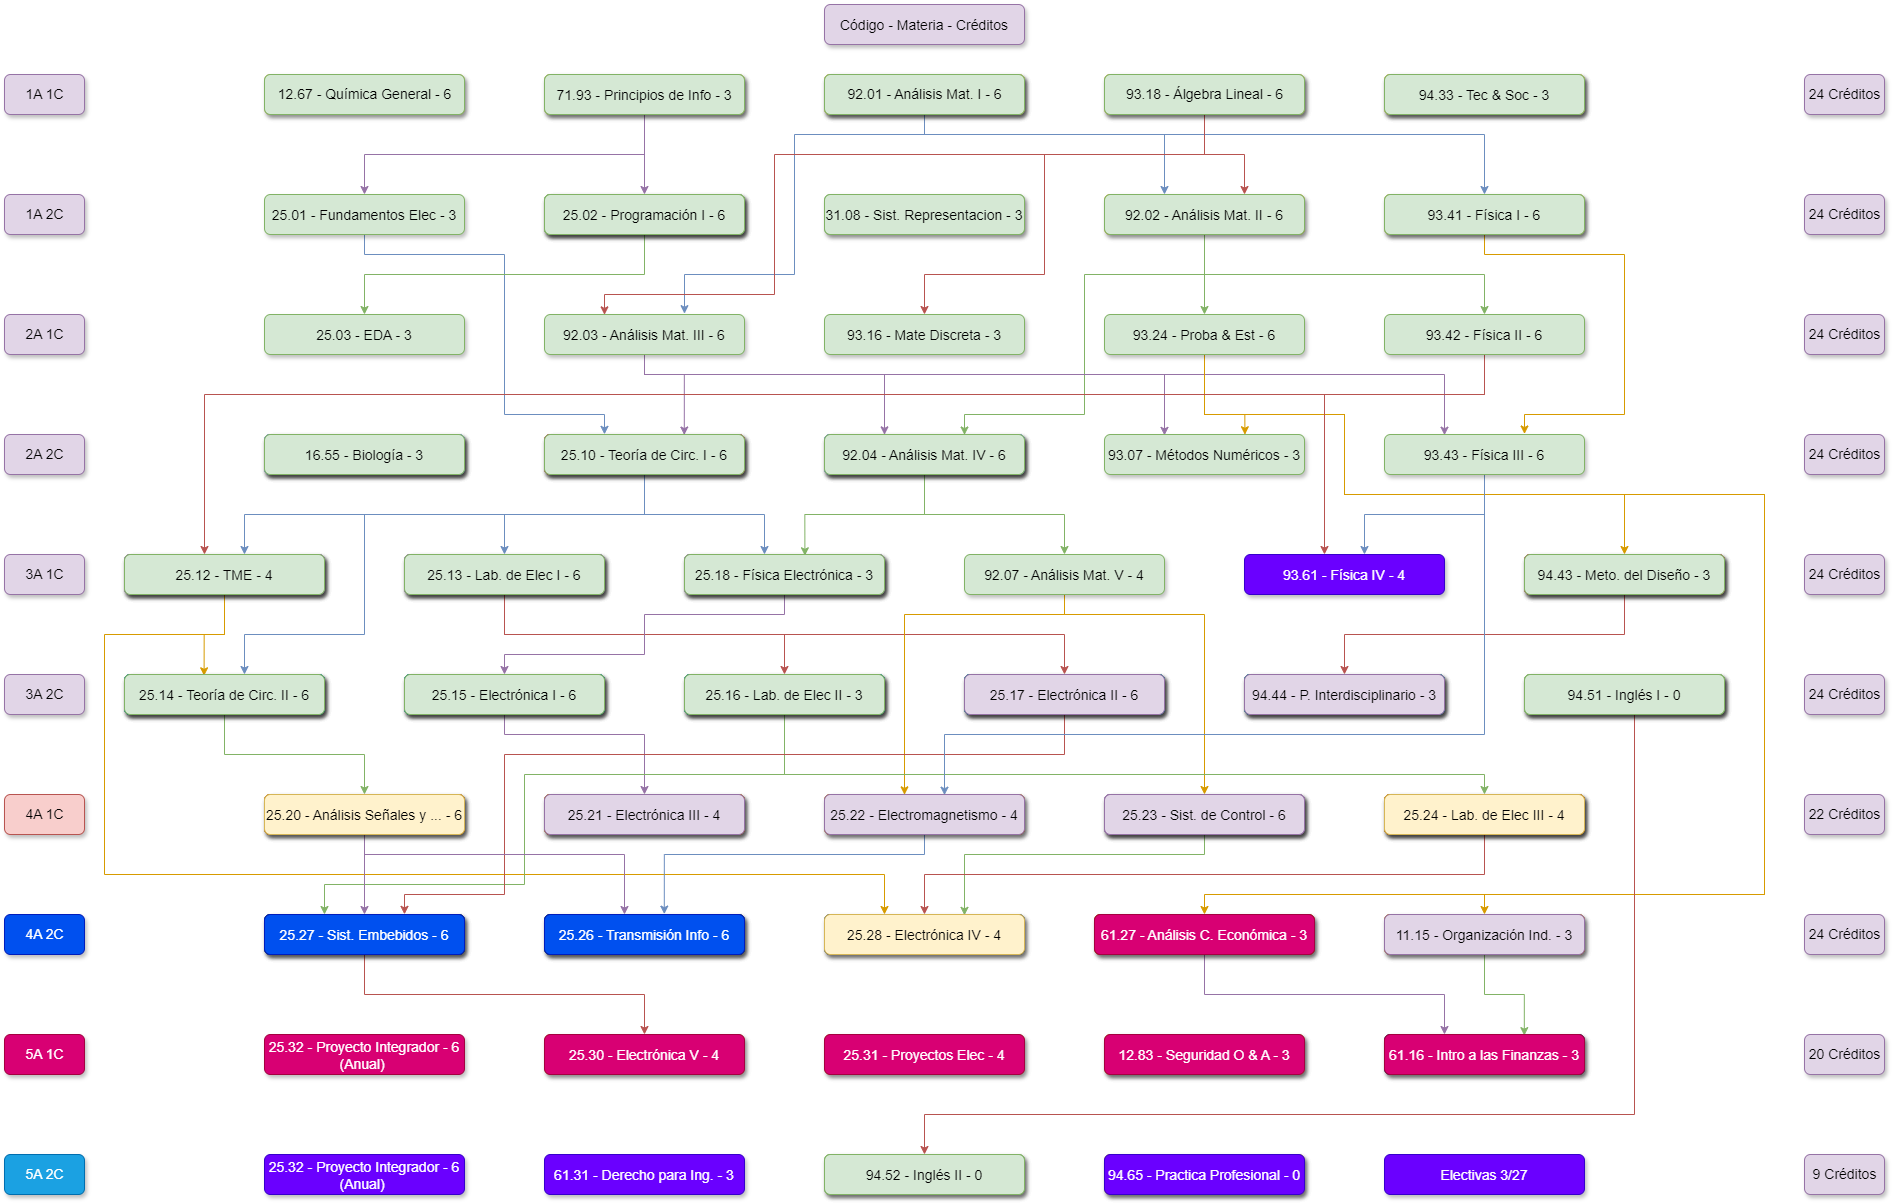 Código - Materia - Créditos
1A 1C
12.67 - Química General - 6
71.93 - Principios de Info - 3
92.01 - Análisis Mat. I - 6
93.18 - Álgebra Lineal - 6
94.33 - Tec & Soc - 3
24 Créditos
1A 2C
25.01 - Fundamentos Elec - 3
25.02 - Programación I - 6
31.08 - Sist. Representacion - 3
92.02 - Análisis Mat. II - 6
93.41 - Física I - 6
24 Créditos
2A 1C
25.03 - EDA - 3
92.03 - Análisis Mat. III - 6
93.16 - Mate Discreta - 3
93.24 - Proba & Est - 6
93.42 - Física II - 6
24 Créditos
2A 2C
16.55 - Biología - 3
25.10 - Teoría de Circ. I - 6
92.04 - Análisis Mat. IV - 6
93.07 - Métodos Numéricos - 3
93.43 - Física III - 6
24 Créditos
3A 1C
25.12 - TME - 4
25.13 - Lab. de Elec I - 6
25.18 - Física Electrónica - 3
92.07 - Análisis Mat. V - 4
93.61 - Física IV - 4
94.43 - Meto. del Diseño - 3
24 Créditos
3A 2C
25.14 - Teoría de Circ. II - 6
25.15 - Electrónica I - 6
25.16 - Lab. de Elec II - 3
25.17 - Electrónica II - 6
94.44 - P. Interdisciplinario - 3
94.51 - Inglés I - 0
24 Créditos
4A 1C
25.20 - Análisis Señales y ... - 6
25.21 - Electrónica III - 4
25.22 - Electromagnetismo - 4
25.23 - Sist. de Control - 6
25.24 - Lab. de Elec III - 4
22 Créditos
4A 2C
25.27 - Sist. Embebidos - 6
25.26 - Transmisión Info - 6
25.28 - Electrónica IV - 4
61.27 - Análisis C. Económica - 3
11.15 - Organización Ind. - 3
24 Créditos
5A 1C
25.32 - Proyecto Integrador - 6
(Anual)
25.30 - Electrónica V - 4
25.31 - Proyectos Elec - 4
12.83 - Seguridad O & A - 3
61.16 - Intro a las Finanzas - 3
20 Créditos
5A 2C
25.32 - Proyecto Integrador - 6
(Anual)
61.31 - Derecho para Ing. - 3
94.52 - Inglés II - 0
94.65 - Practica Profesional - 0
Electivas 3/27
9 Créditos